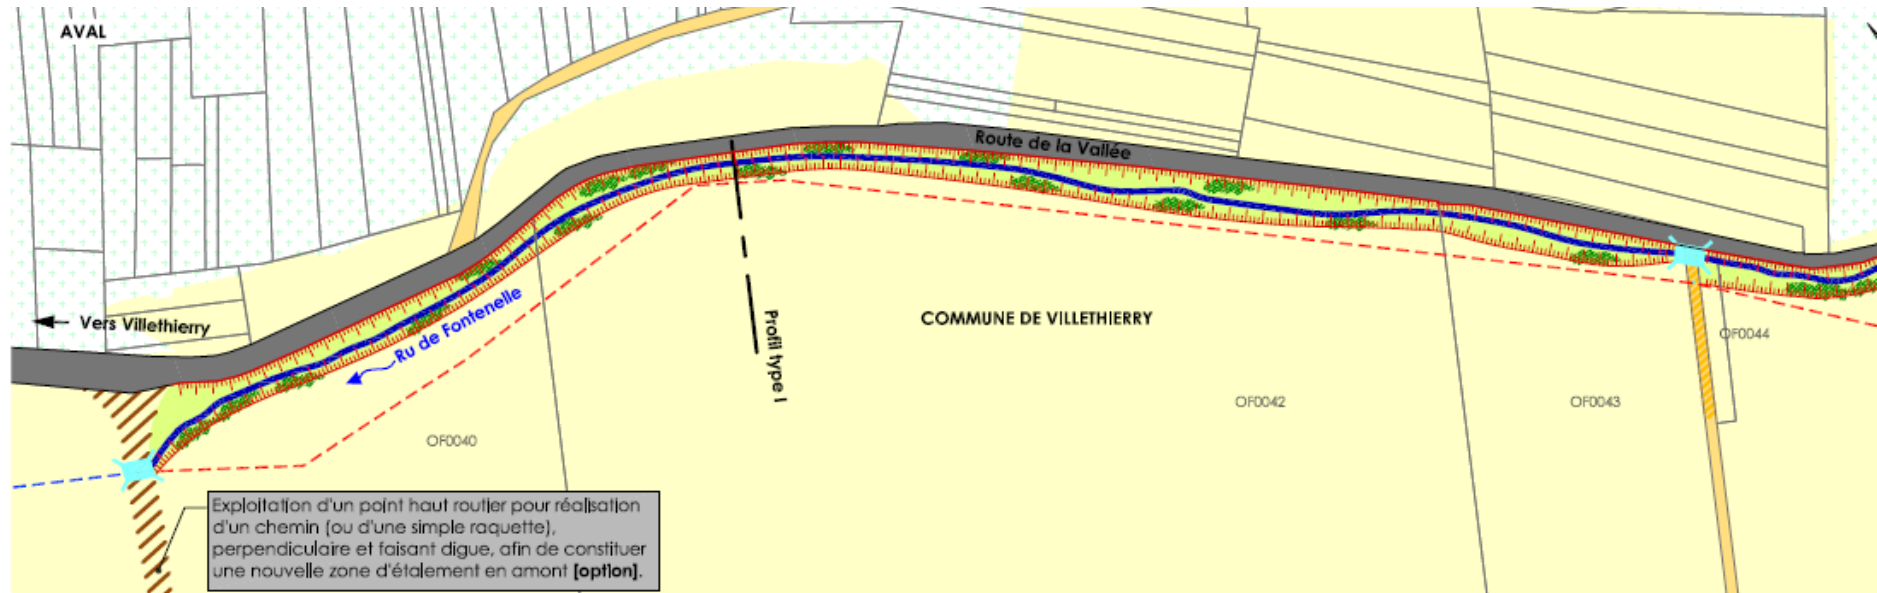 AVAL
Route de la Vallée
Vers Villethierry
Ru de Fontenelle
Profil type I
COMMUNE DE VILLETHIERRY
OF0044
OF0042
OF0043
OF0040
Exploitation d'un point haut routier pour réalisation
d'un chemin (ou d'une simple raquette),
perpendiculaire et faisant digue, afin de constituer
une nouvelle zone d'étalement en amont [option].